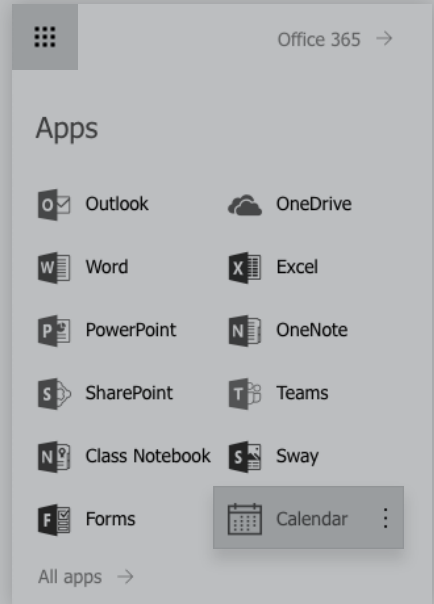 Office 365 →
Apps
Outlook OneDrive
Word Excel
PowerPoint OneNote
SharePoint Teams
Class Notebook Sway
Forms Calendar
All apps →